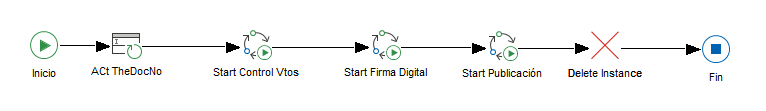 Inicio
ACt TheDocNo
Start Control Vtos
Start Firma Digital
Start Publicación
Delete Instance
Fin